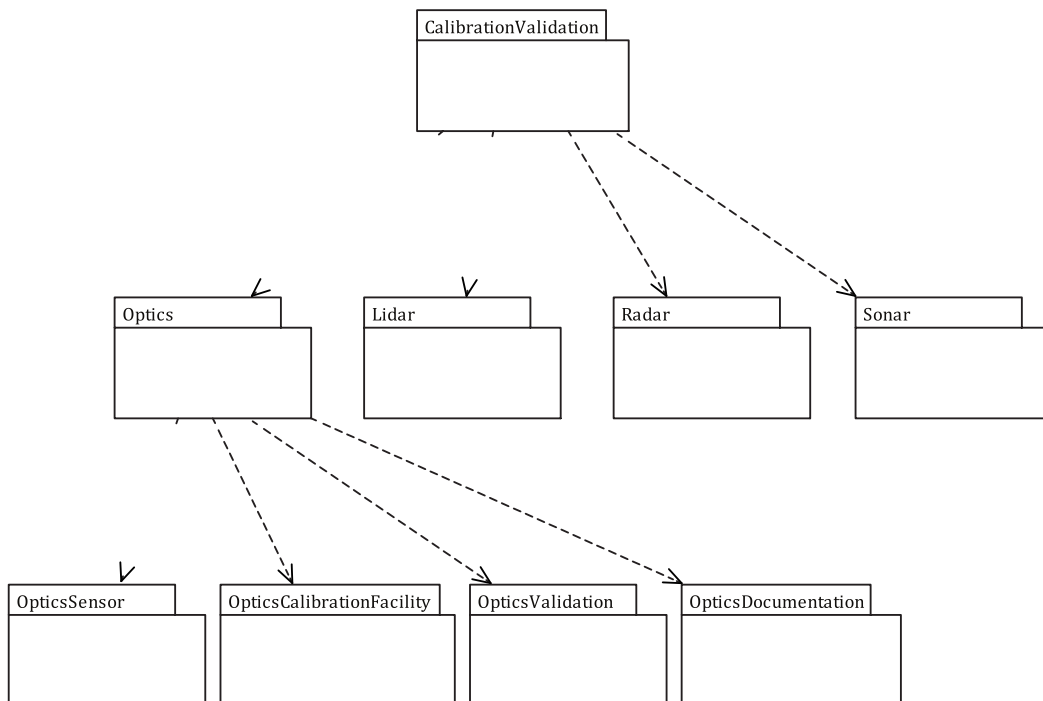 CalibrationValidation
Optics
Lidar
Radar
Sonar
OpticsSensor
OpticsCalibrationFacility
OpticsValidation
OpticsDocumentation